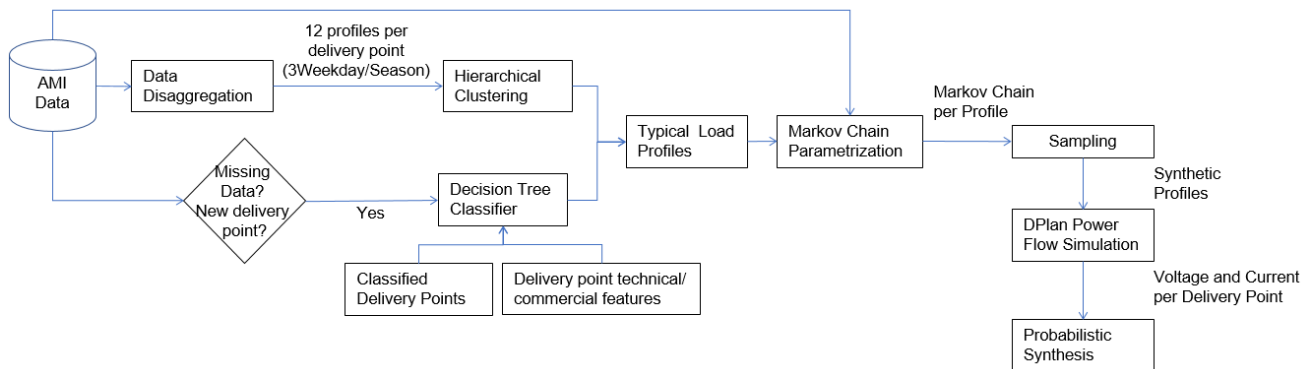 12 profiles per
delivery point
(3Weekday/Season)
AMI
Data
Data
Disaggregation
Hierarchical
Clustering
Typical Load
Profiles
Markov Chain
Parametrization
Markov Chain
per Profile
Sampling
Missing
Data?
New delivery
point?
Yes
Decision Tree
Classifier
Synthetic
Profiles
DPlan Power
Flow Simulation
Classified
Delivery Points
Delivery point technical/
commercial features
Voltage and Current
per Delivery Point
Probabilistic
Synthesis